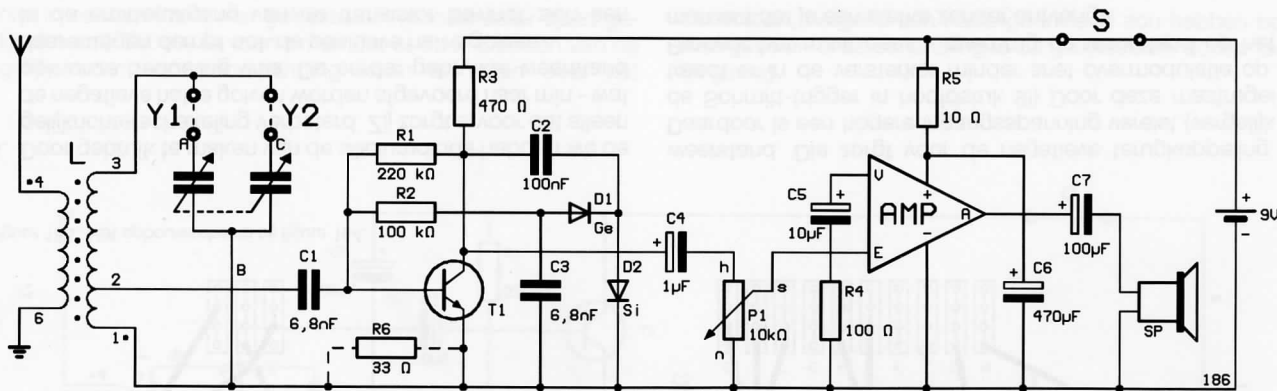 S
R3
470 Ω
R5
10 Ω
Y1
Y2
A
C
R1
220 kΩ
C2
100nF
L
3
4
R2
100 kΩ
D1
Ge
C5
10µF
V
AMP
+
−
A
E
C7
100µF
+
9V
-
C4
1µF
2
B
C1
6,8nF
T1
C3
6,8nF
D2
Si
h
s
n
P1
10kΩ
R4
100 Ω
C6
470µF
SP
6
1
R6
33 Ω
186